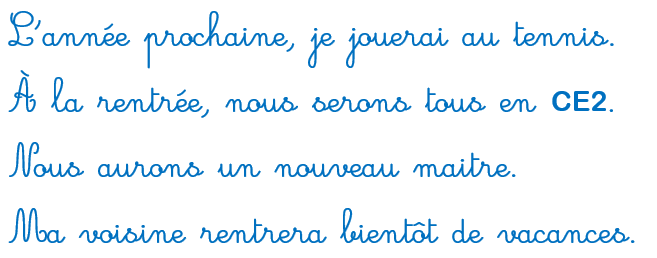 L'année prochaine, je jouerai au tennis.
À la rentrée, nous serons tous en CE2.
Nous aurons un nouveau maitre.
Ma voisine rentrera bientôt de vacances.